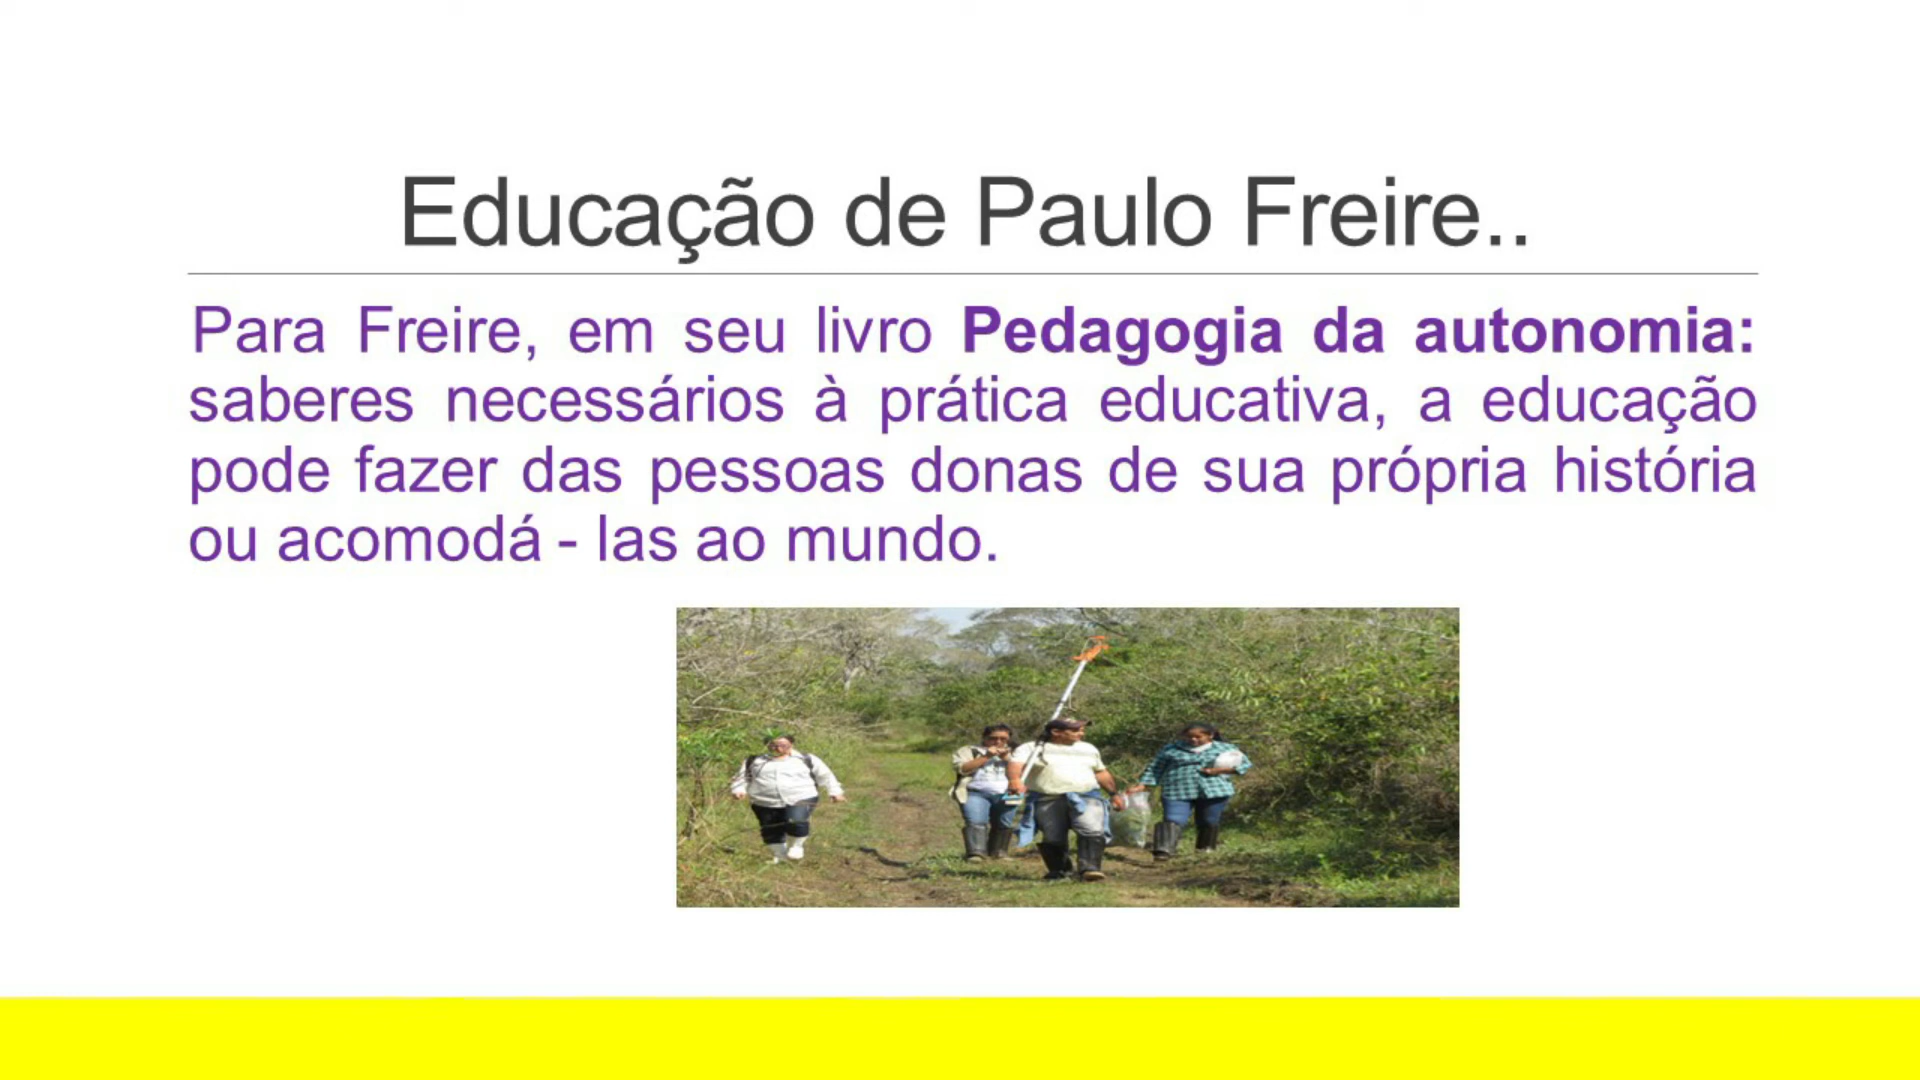 Educação de Paulo Freire..
Para Freire, em seu livro Pedagogia da autonomia:
saberes necessários à prática educativa, a educação
pode fazer das pessoas donas de sua própria história
ou acomodá - las ao mundo.